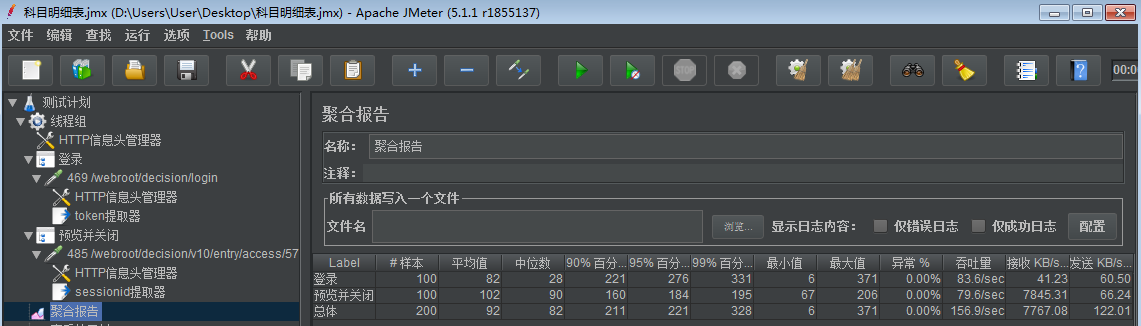 科目明细表.jmx (D:\Users\User\Desktop\科目明细表.jmx) - Apache JMeter (5.1.1 r1855137)
文件 编辑 查找 运行 选项 Tools 帮助
STOP
00:0
测试计划
线程组
HTTP信息头管理器
登录
469 /webroot/decision/login
HTTP信息头管理器
token提取器
预览并关闭
485 /webroot/decision/v10/entry/access/57
HTTP信息头管理器
sessionid提取器
聚合报告
聚合报告
名称： 聚合报告
注释：
所有数据写入一个文件
文件名 浏览... 显示日志内容： 仅错误日志 仅成功日志 配置
Label # 样本 平均值 中位数 90% 百分... 95% 百分... 99% 百分... 最小值 最大值 异常 % 吞吐量 接收 KB/s... 发送 KB/...
登录 100 82 28 221 276 331 6 371 0.00% 83.6/sec 41.23 60.50
预览并关闭 100 102 90 160 184 195 67 206 0.00% 79.6/sec 7845.31 66.24
总体 200 92 82 211 221 328 6 371 0.00% 156.9/sec 7767.08 122.01